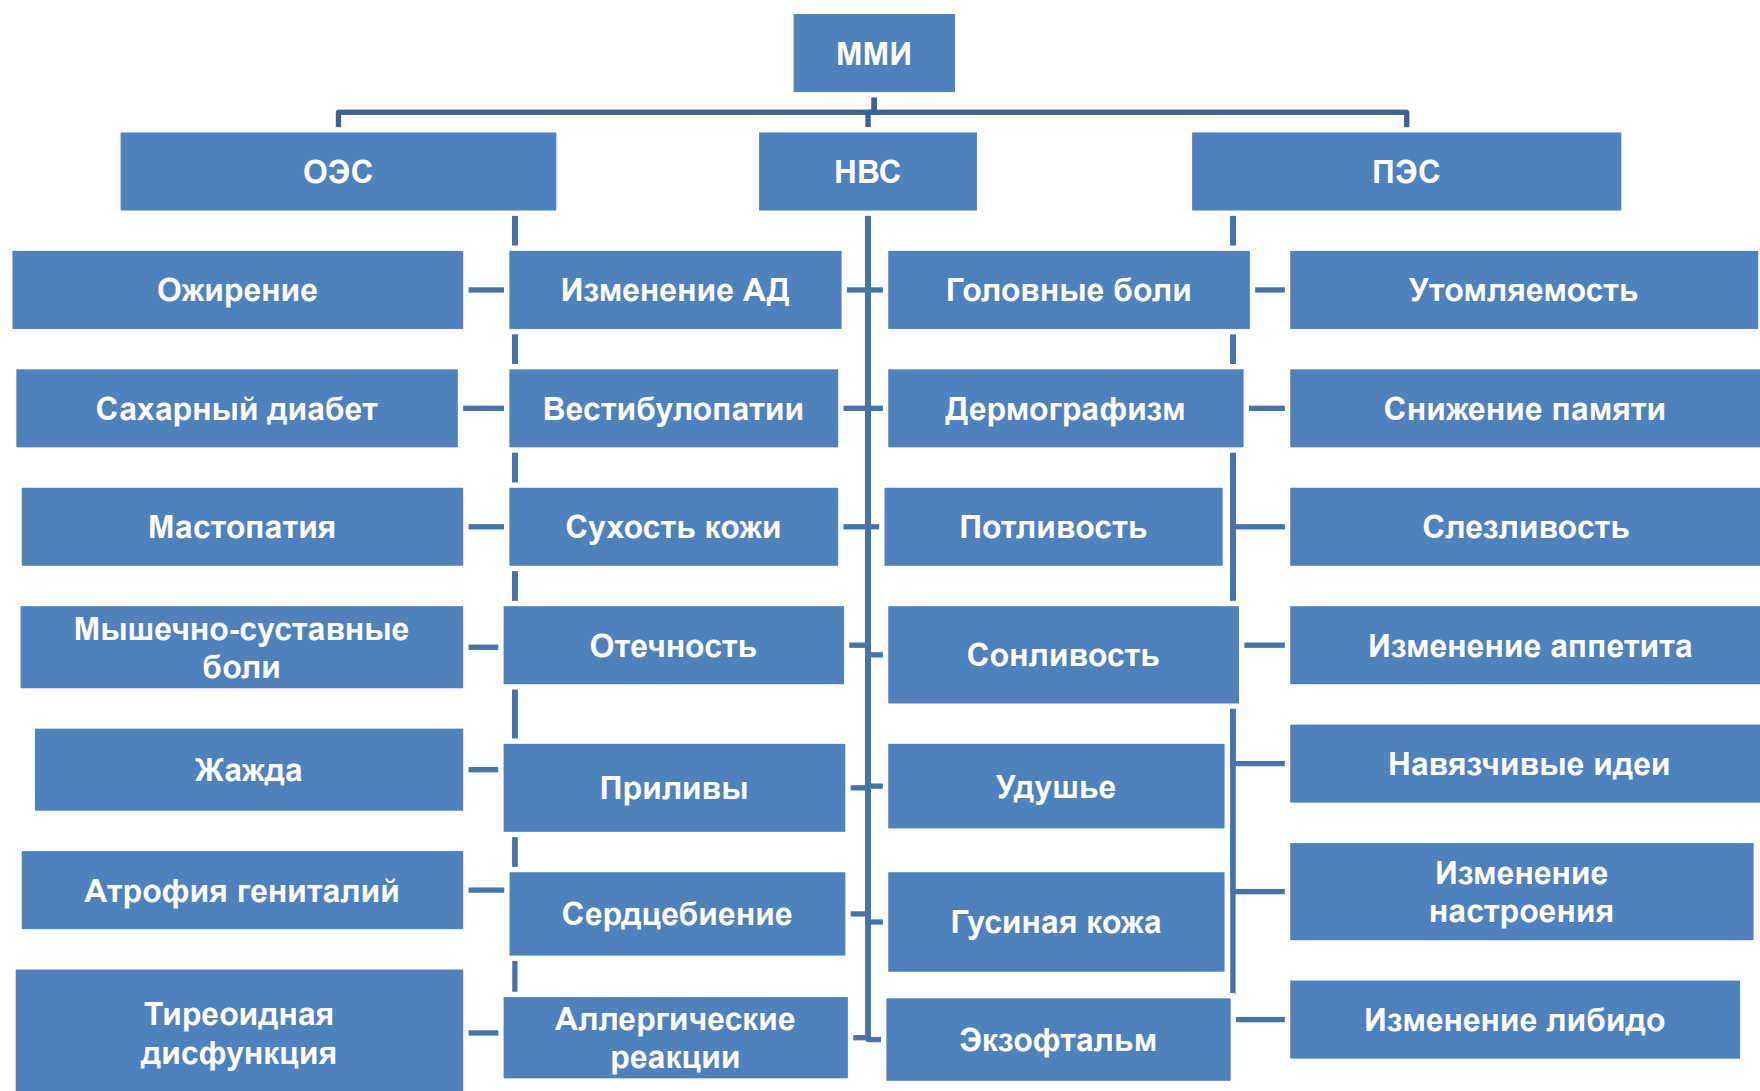 ММИ
ОЭС
НВС
ПЭС
Ожирение
Изменение АД
Головные боли
Утомляемость
Сахарный диабет
Вестибулопатии
Дермографизм
Снижение памяти
Мастопатия
Сухость кожи
Потливость
Слезливость
Мышечно-суставные
боли
Отечность
Сонливость
Изменение аппетита
Жажда
Приливы
Удушье
Навязчивые идеи
Атрофия гениталий
Сердцебиение
Гусиная кожа
Изменение
настроения
Тиреоидная
дисфункция
Аллергические
реакции
Экзофтальм
Изменение либидо